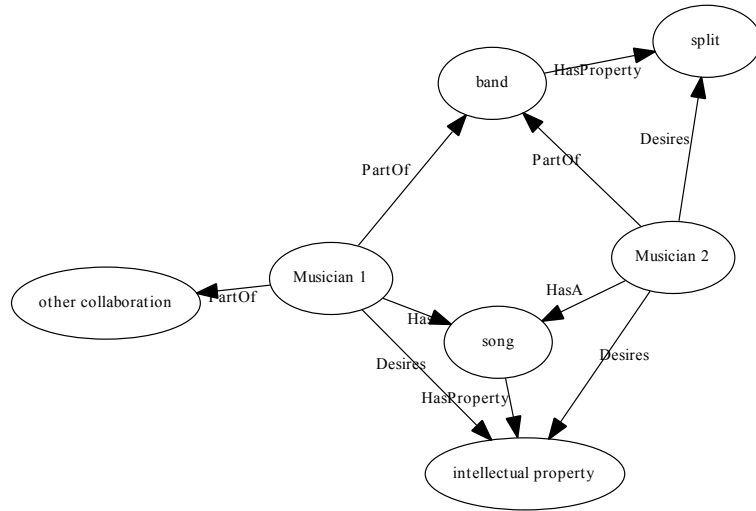 split
band
HasProperty
Desires
PartOf
PartOf
Musician 2
Musician 1
other collaboration
PartOf
HasA
Has
song
Desires
Desires
HasProperty
intellectual property